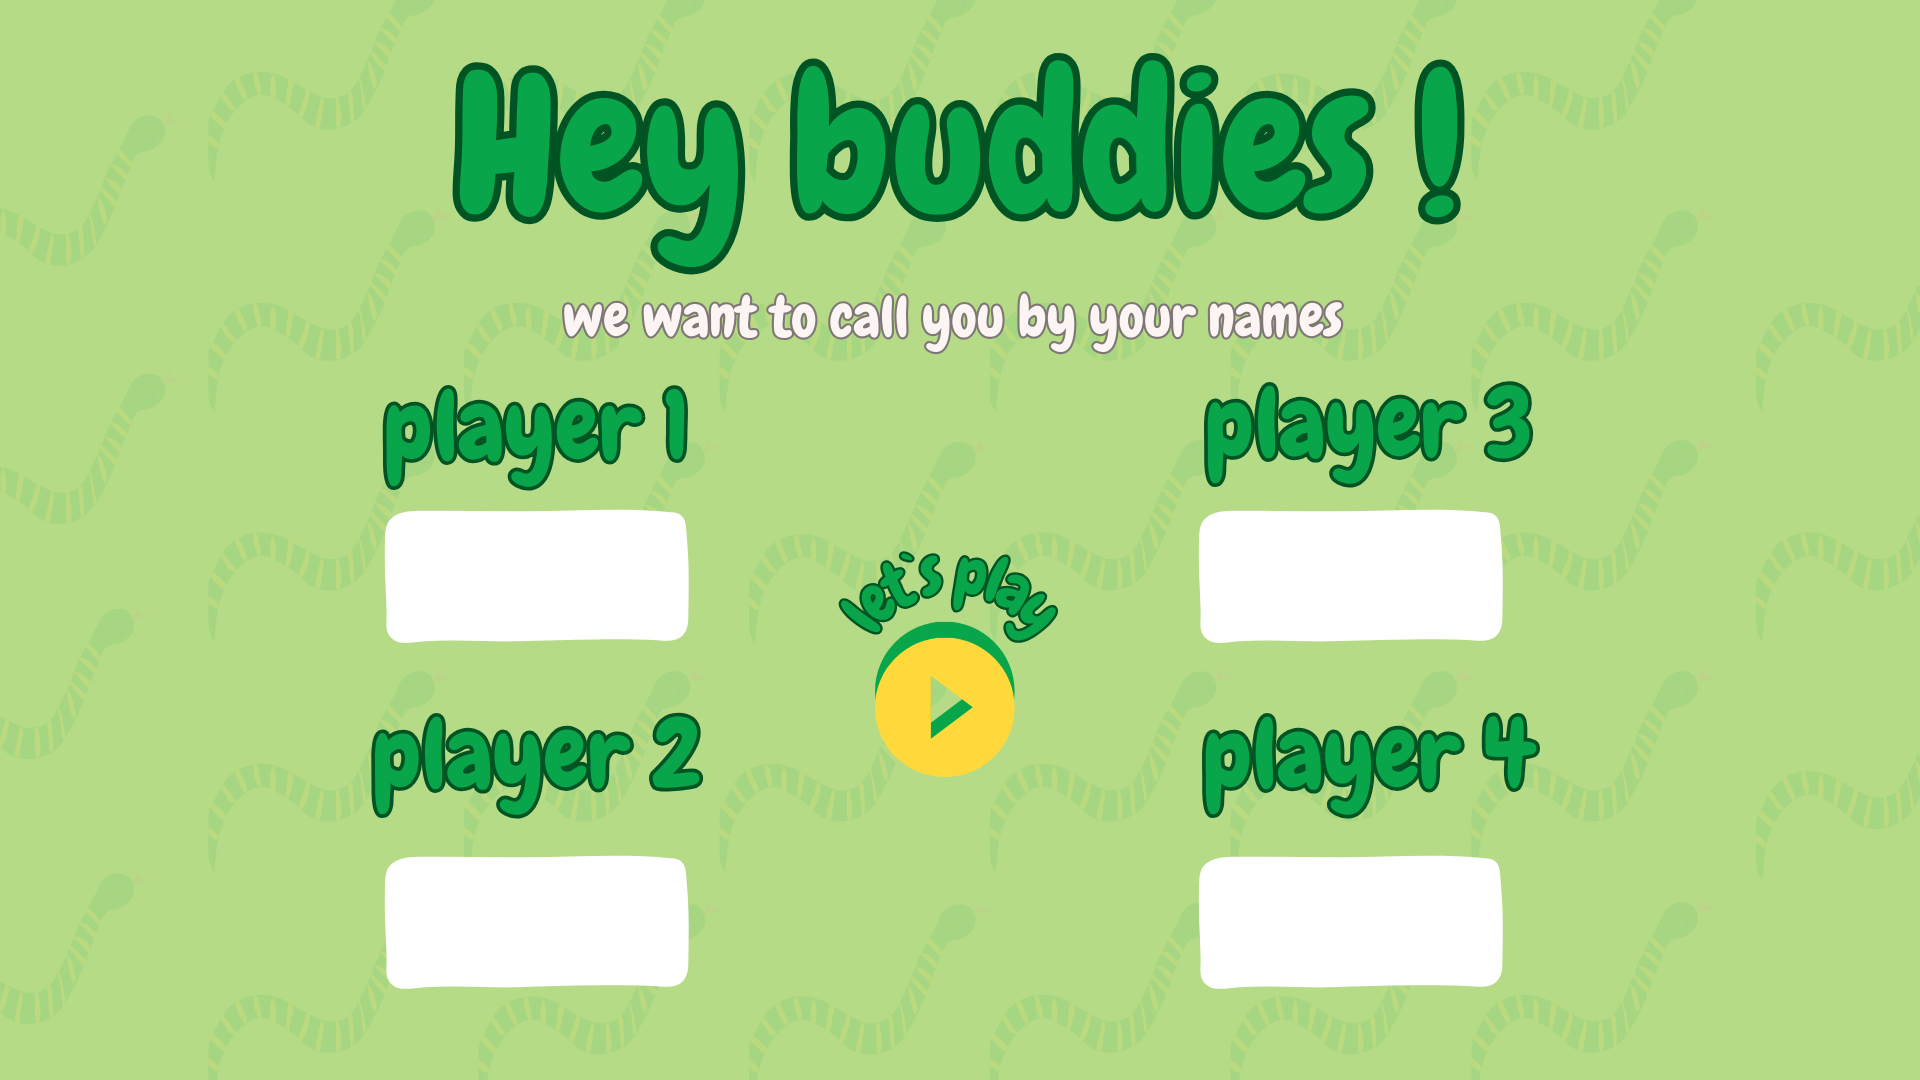 Hey buddies !
we want to call you by your names
player 1
player 3
let's play
player 2
player 4